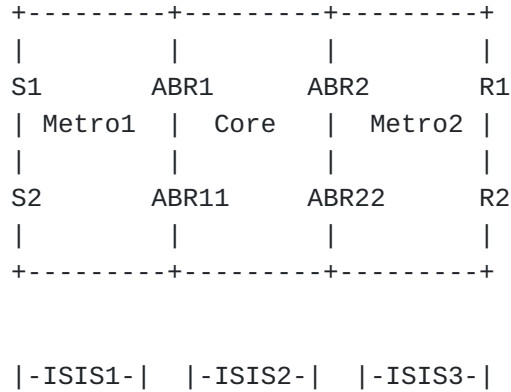 +---------+---------+---------+
|         |         |         |
S1       ABR1      ABR2       R1
| Metro1  |  Core   |  Metro2 |
|         |         |         |
S2       ABR11     ABR22      R2
|         |         |         |
+---------+---------+---------+
|-ISIS1-|  |-ISIS2-|  |-ISIS3-|